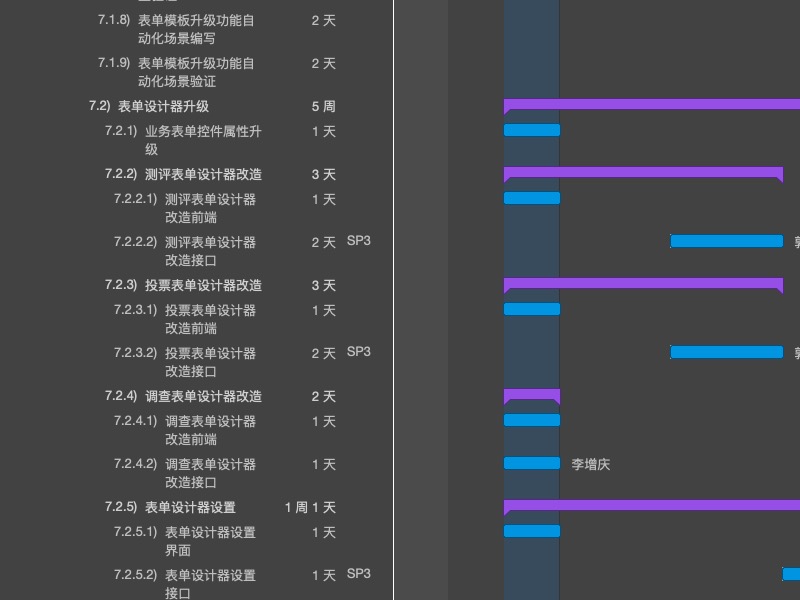 7.1.8) 表单模板升级功能自 2 天
动化场景编写
7.1.9) 表单模板升级功能自 2 天
动化场景验证
7.2) 表单设计器升级 5 周
7.2.1) 业务表单控件属性升 1 天
级
7.2.2) 测评表单设计器改造 3 天
7.2.2.1) 测评表单设计器 1 天
改造前端
7.2.2.2) 测评表单设计器 2 天 SP3
改造接口
7.2.3) 投票表单设计器改造 3 天
7.2.3.1) 投票表单设计器 1 天
改造前端
7.2.3.2) 投票表单设计器 2 天 SP3
改造接口
7.2.4) 调查表单设计器改造 2 天
7.2.4.1) 调查表单设计器 1 天
改造前端
7.2.4.2) 调查表单设计器 1 天 李增庆
改造接口
7.2.5) 表单设计器设置 1 周 1 天
7.2.5.1) 表单设计器设置 1 天
界面
7.2.5.2) 表单设计器设置 1 天 SP3
接口